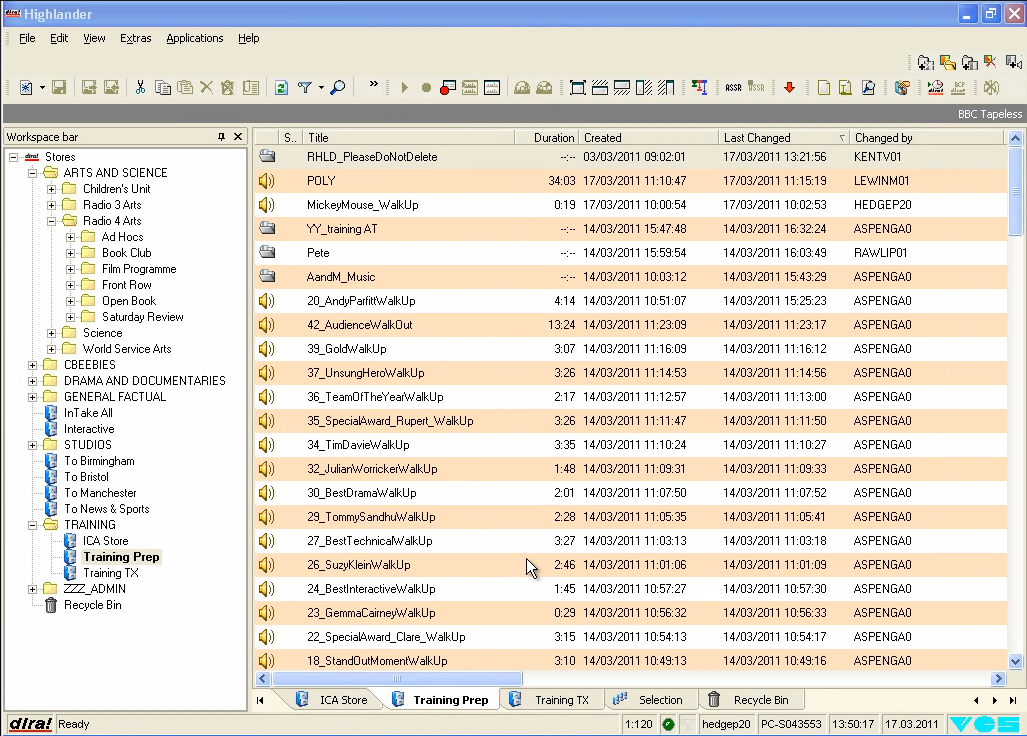 dira! Highlander
File Edit View Extras Applications Help
ASSR ASSR BCP
BBC Tapeless
Workspace bar
dira! Stores
ARTS AND SCIENCE
Children's Unit
Radio 3 Arts
Radio 4 Arts
Ad Hocs
Book Club
Film Programme
Front Row
Open Book
Saturday Review
Science
World Service Arts
CBEEBIES
DRAMA AND DOCUMENTARIES
GENERAL FACTUAL
InTake All
Interactive
STUDIOS
To Birmingham
To Bristol
To Manchester
To News & Sports
TRAINING
ICA Store
Training Prep
Training TX
ZZZ_ADMIN
Recycle Bin
S.. Title Duration Created Last Changed Changed by
RHLD_PleaseDoNotDelete --:-- 03/03/2011 09:02:01 17/03/2011 13:21:56 KENTV01
POLY 34:03 17/03/2011 11:10:47 17/03/2011 11:15:19 LEWINM01
MickeyMouse_WalkUp 0:19 17/03/2011 10:00:54 17/03/2011 10:02:53 HEDGEP20
YY_training AT --:-- 14/03/2011 15:47:48 14/03/2011 16:32:24 ASPENGA0
Pete --:-- 14/03/2011 15:59:54 14/03/2011 16:03:49 RAWLIP01
AandM_Music --:-- 14/03/2011 10:03:12 14/03/2011 15:43:29 ASPENGA0
20_AndyParfittWalkUp 4:14 14/03/2011 10:51:07 14/03/2011 15:25:23 ASPENGA0
42_AudienceWalkOut 13:24 14/03/2011 11:23:09 14/03/2011 11:23:17 ASPENGA0
39_GoldWalkUp 3:07 14/03/2011 11:16:09 14/03/2011 11:16:12 ASPENGA0
37_UnsungHeroWalkUp 3:26 14/03/2011 11:14:53 14/03/2011 11:14:56 ASPENGA0
36_TeamOfTheYearWalkUp 2:17 14/03/2011 11:12:57 14/03/2011 11:13:00 ASPENGA0
35_SpecialAward_Rupert_WalkUp 3:26 14/03/2011 11:11:47 14/03/2011 11:11:50 ASPENGA0
34_TimDavieWalkUp 3:35 14/03/2011 11:10:24 14/03/2011 11:10:27 ASPENGA0
32_JulianWorrickerWalkUp 1:48 14/03/2011 11:09:31 14/03/2011 11:09:33 ASPENGA0
30_BestDramaWalkUp 2:01 14/03/2011 11:07:50 14/03/2011 11:07:52 ASPENGA0
29_TommySandhuWalkUp 2:28 14/03/2011 11:05:35 14/03/2011 11:05:41 ASPENGA0
27_BestTechnicalWalkUp 3:27 14/03/2011 11:03:13 14/03/2011 11:03:18 ASPENGA0
26_SuzyKleinWalkUp 2:46 14/03/2011 11:01:06 14/03/2011 11:01:09 ASPENGA0
24_BestInteractiveWalkUp 1:45 14/03/2011 10:57:27 14/03/2011 10:57:30 ASPENGA0
23_GemmaCairneyWalkUp 0:29 14/03/2011 10:56:32 14/03/2011 10:56:33 ASPENGA0
22_SpecialAward_Clare_WalkUp 3:15 14/03/2011 10:54:13 14/03/2011 10:54:17 ASPENGA0
18_StandOutMomentWalkUp 3:10 14/03/2011 10:49:13 14/03/2011 10:49:16 ASPENGA0
ICA Store Training Prep Training TX Selection Recycle Bin
dira! Ready 1:120 hedgep20 PC-S043553 13:50:17 17.03.2011 VCS